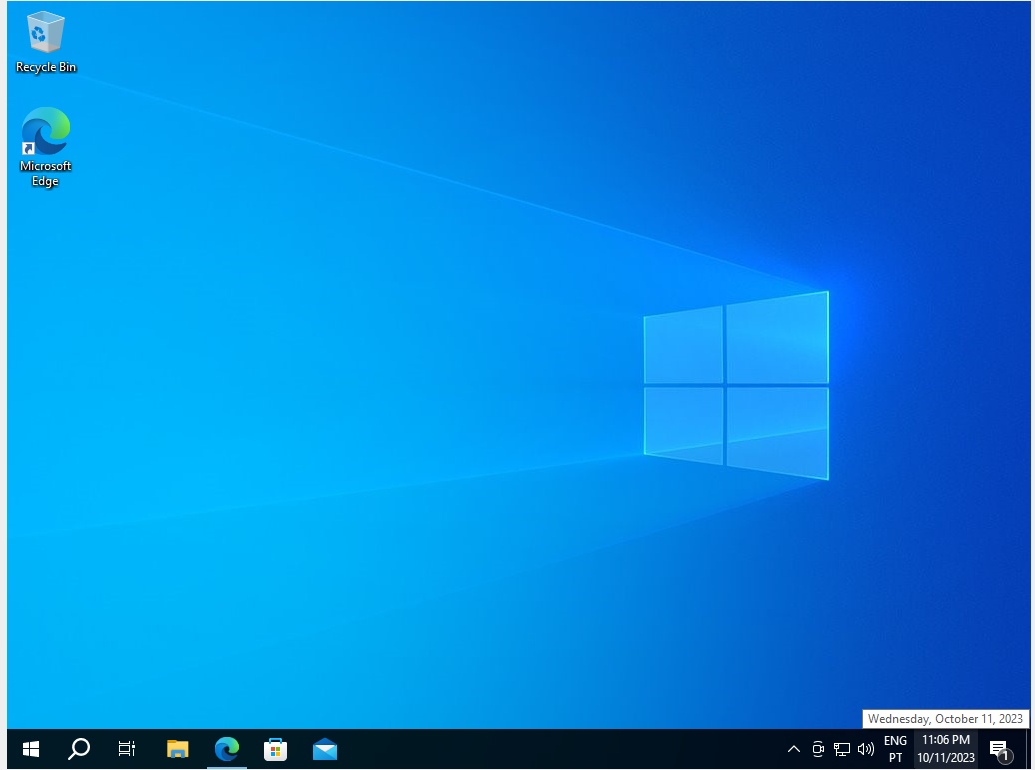 Recycle Bin
Microsoft
Edge
Wednesday, October 11, 2023
ENG
PT
11:06 PM
10/11/2023
1